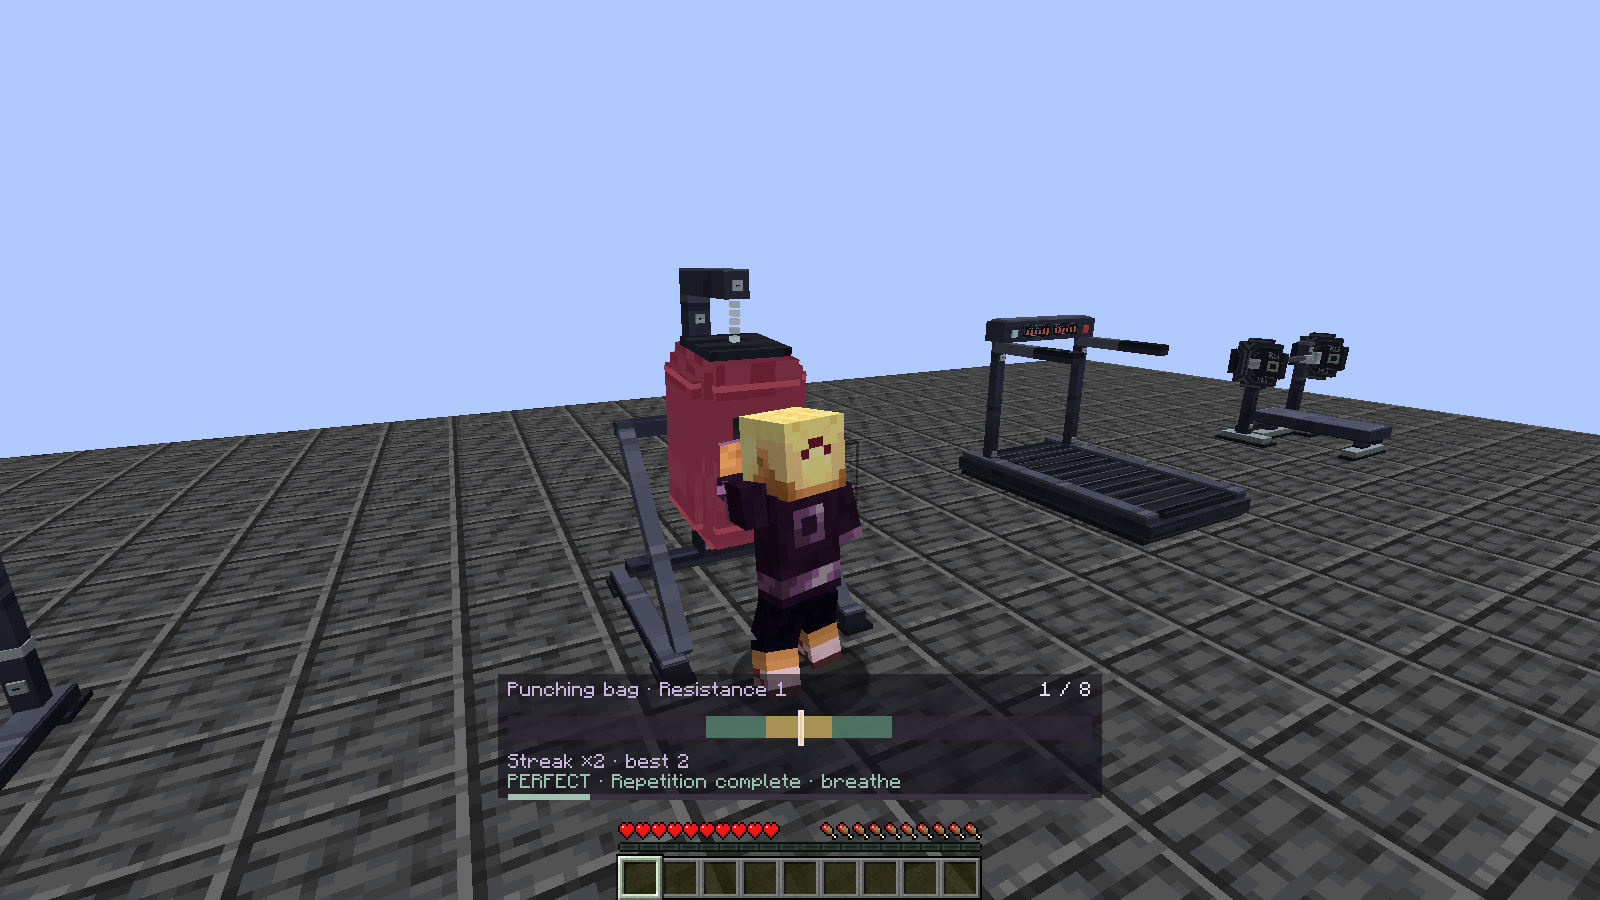 Punching bag · Resistance 1
1 / 8
Streak ×2 · best 2
PERFECT · Repetition complete · breathe